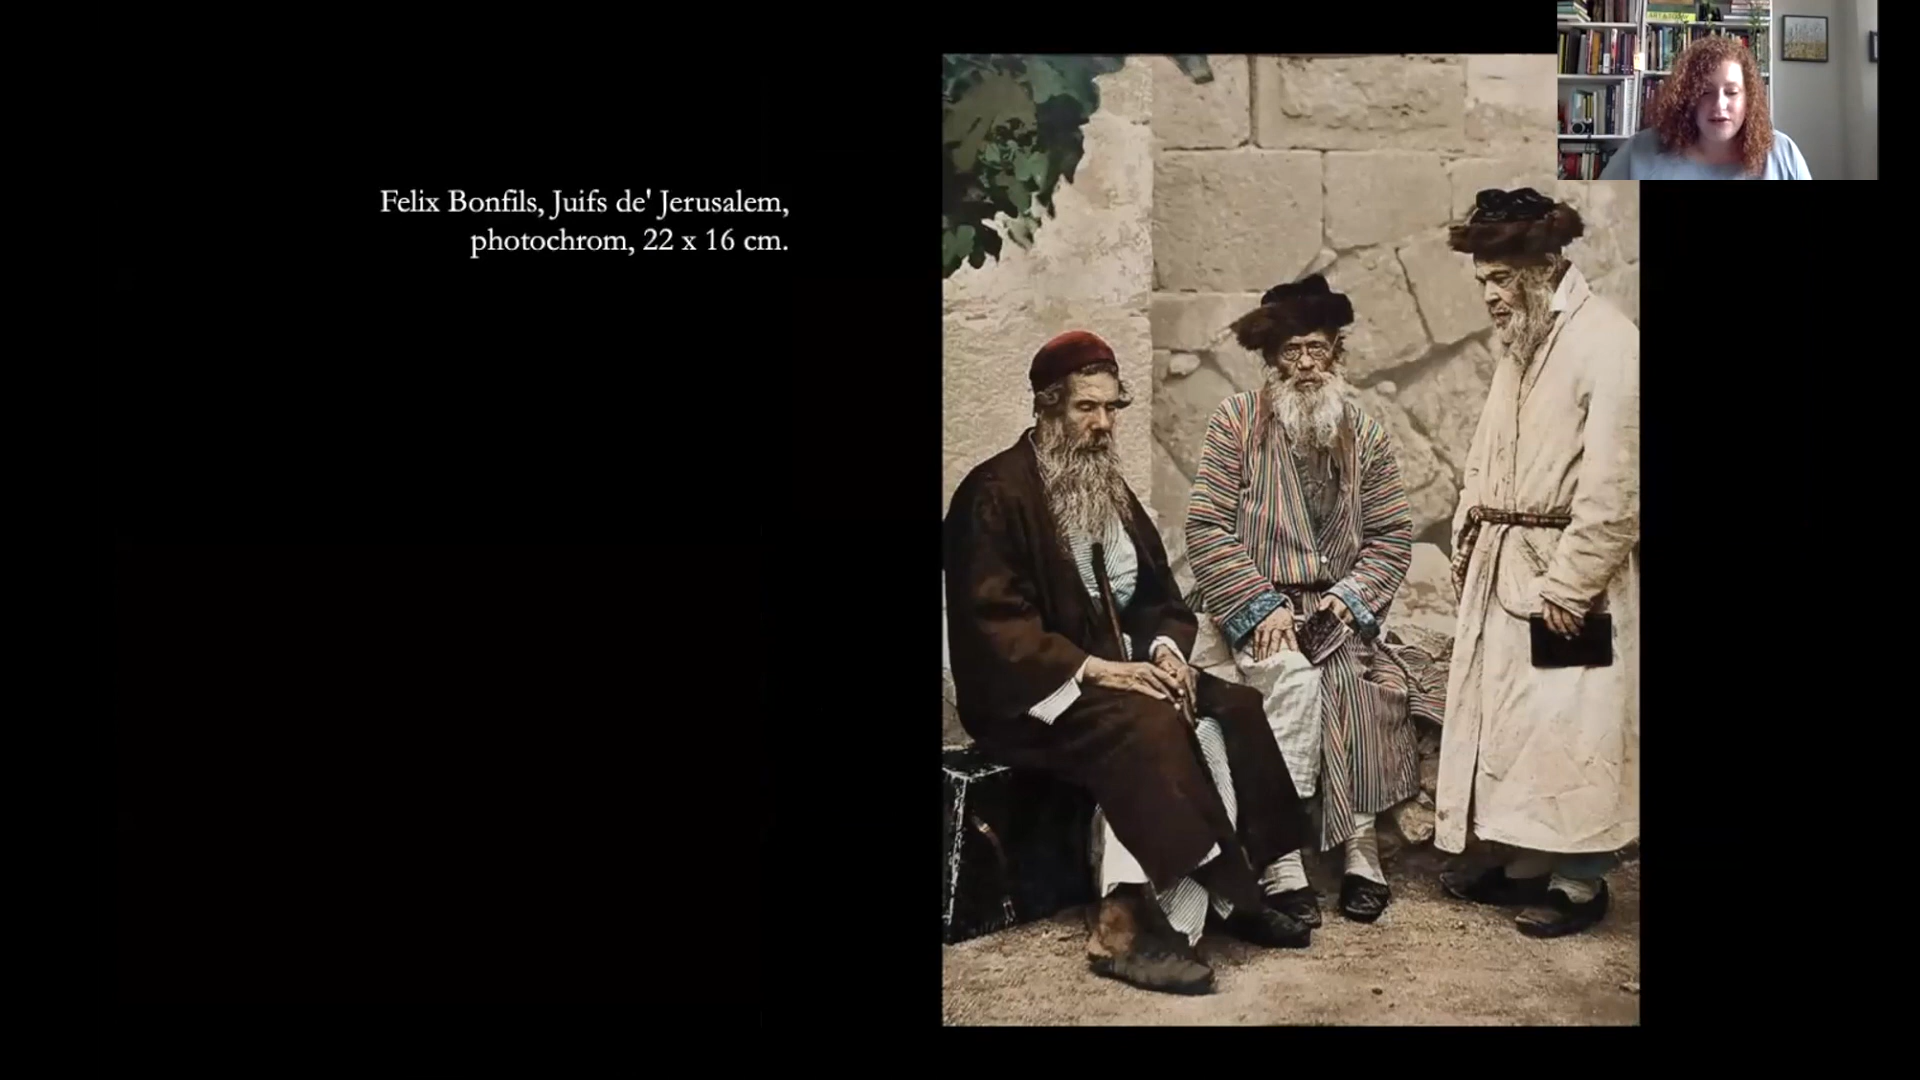 Felix Bonfils, Juifs de' Jerusalem,
photochrom, 22 x 16 cm.